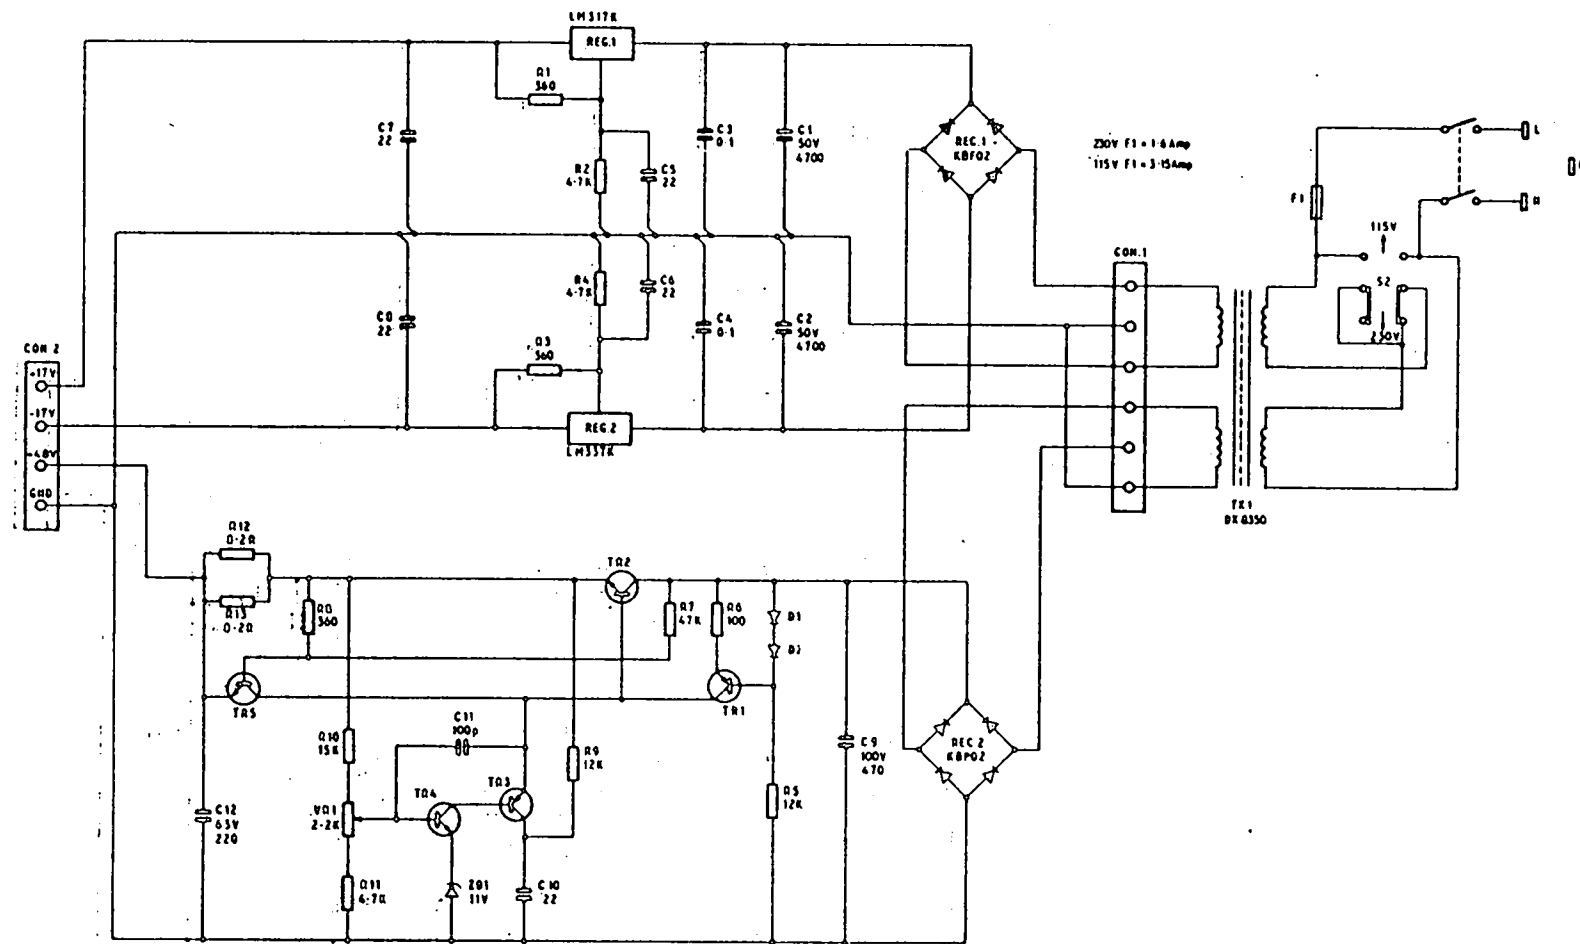 LM317K
REG.1
R1
360
C7
22
C3
0·1
C1
50V
4700
R2
4·7K
C5
22
REC.1
KBF02
230V F1 = 1·6Amp
115V F1 = 3·15Amp
L
F1
N
115V
S2
230V
CON.1
R4
4·7K
C6
22
C8
22
C4
0·1
C2
50V
4700
R3
360
REG.2
LM337K
CON 2
+17V
-17V
-48V
GND
TX1
DX8350
R12
0·2Ω
R13
0·2Ω
R8
360
TR2
R7
47K
R6
100
D1
D2
TR5
TR1
C11
100p
R10
15K
R9
12K
TR4
TR3
VR1
2·2K
C12
63V
220
R11
4·7K
ZD1
11V
C10
22
C9
100V
470
R5
12K
REC.2
KBP02